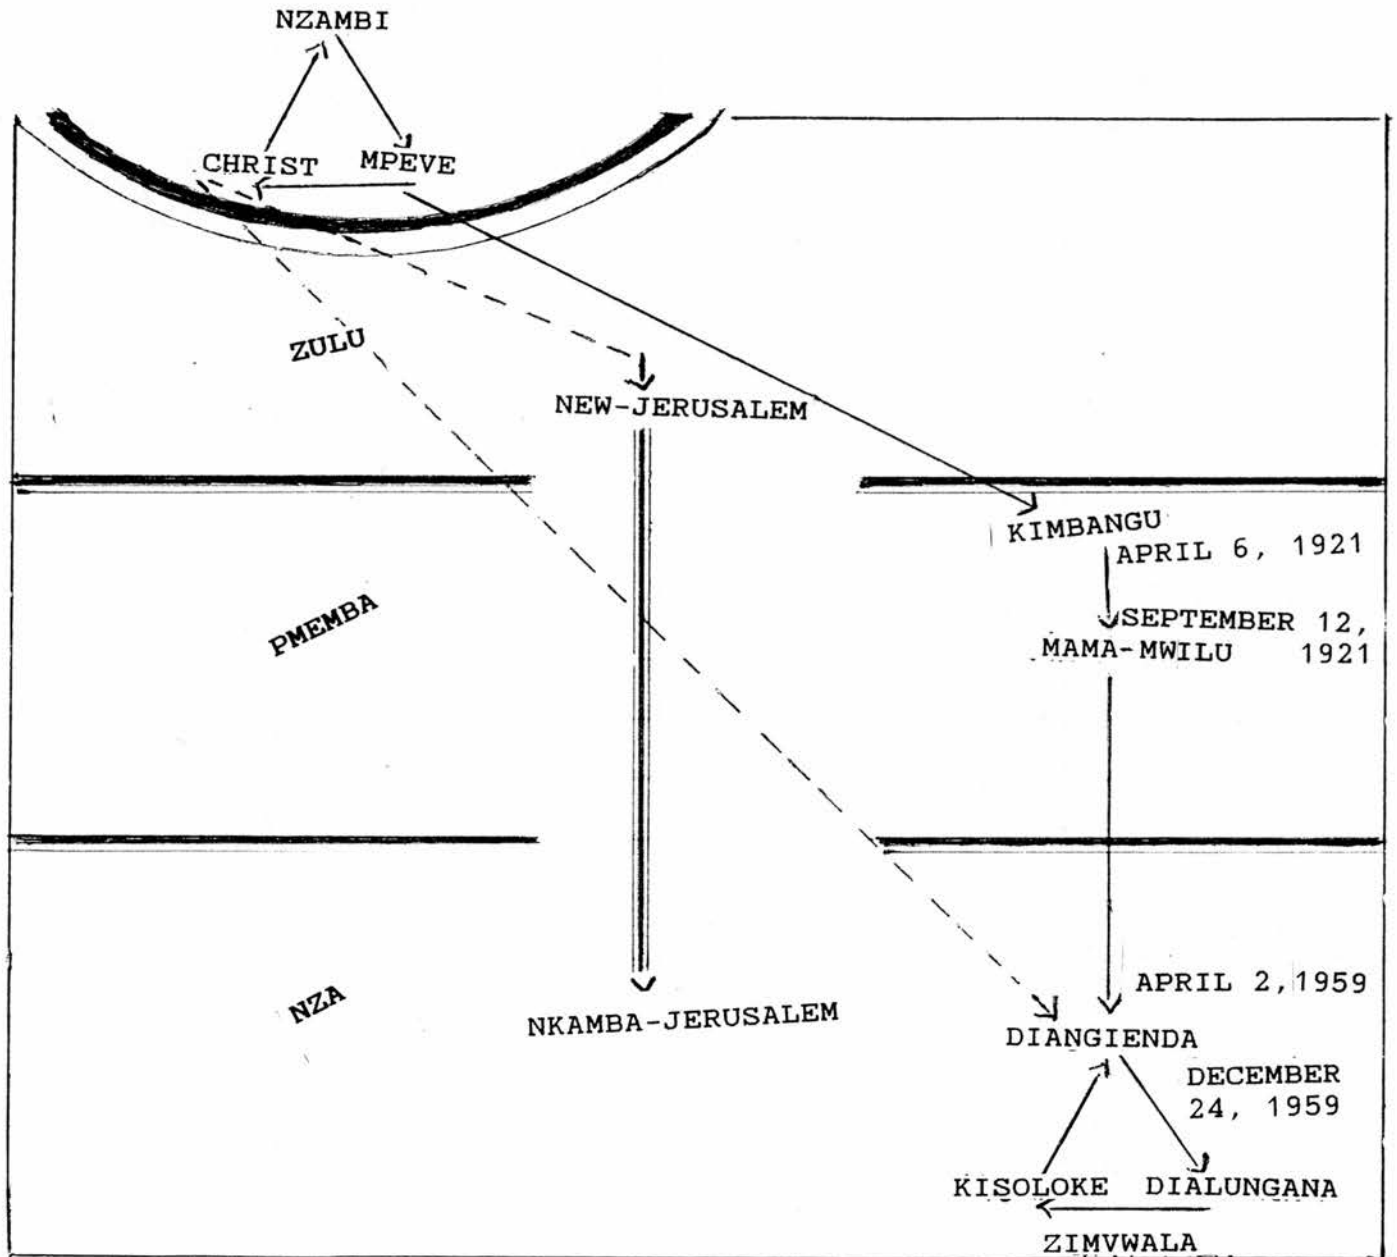 NZAMBI
CHRIST MPEVE
ZULU
NEW-JERUSALEM
KIMBANGU
APRIL 6, 1921
PMEMBA
SEPTEMBER 12,
MAMA-MWILU 1921
NZA
APRIL 2,1959
NKAMBA-JERUSALEM
DIANGIENDA
DECEMBER
24, 1959
KISOLOKE DIALUNGANA
ZIMVWALA